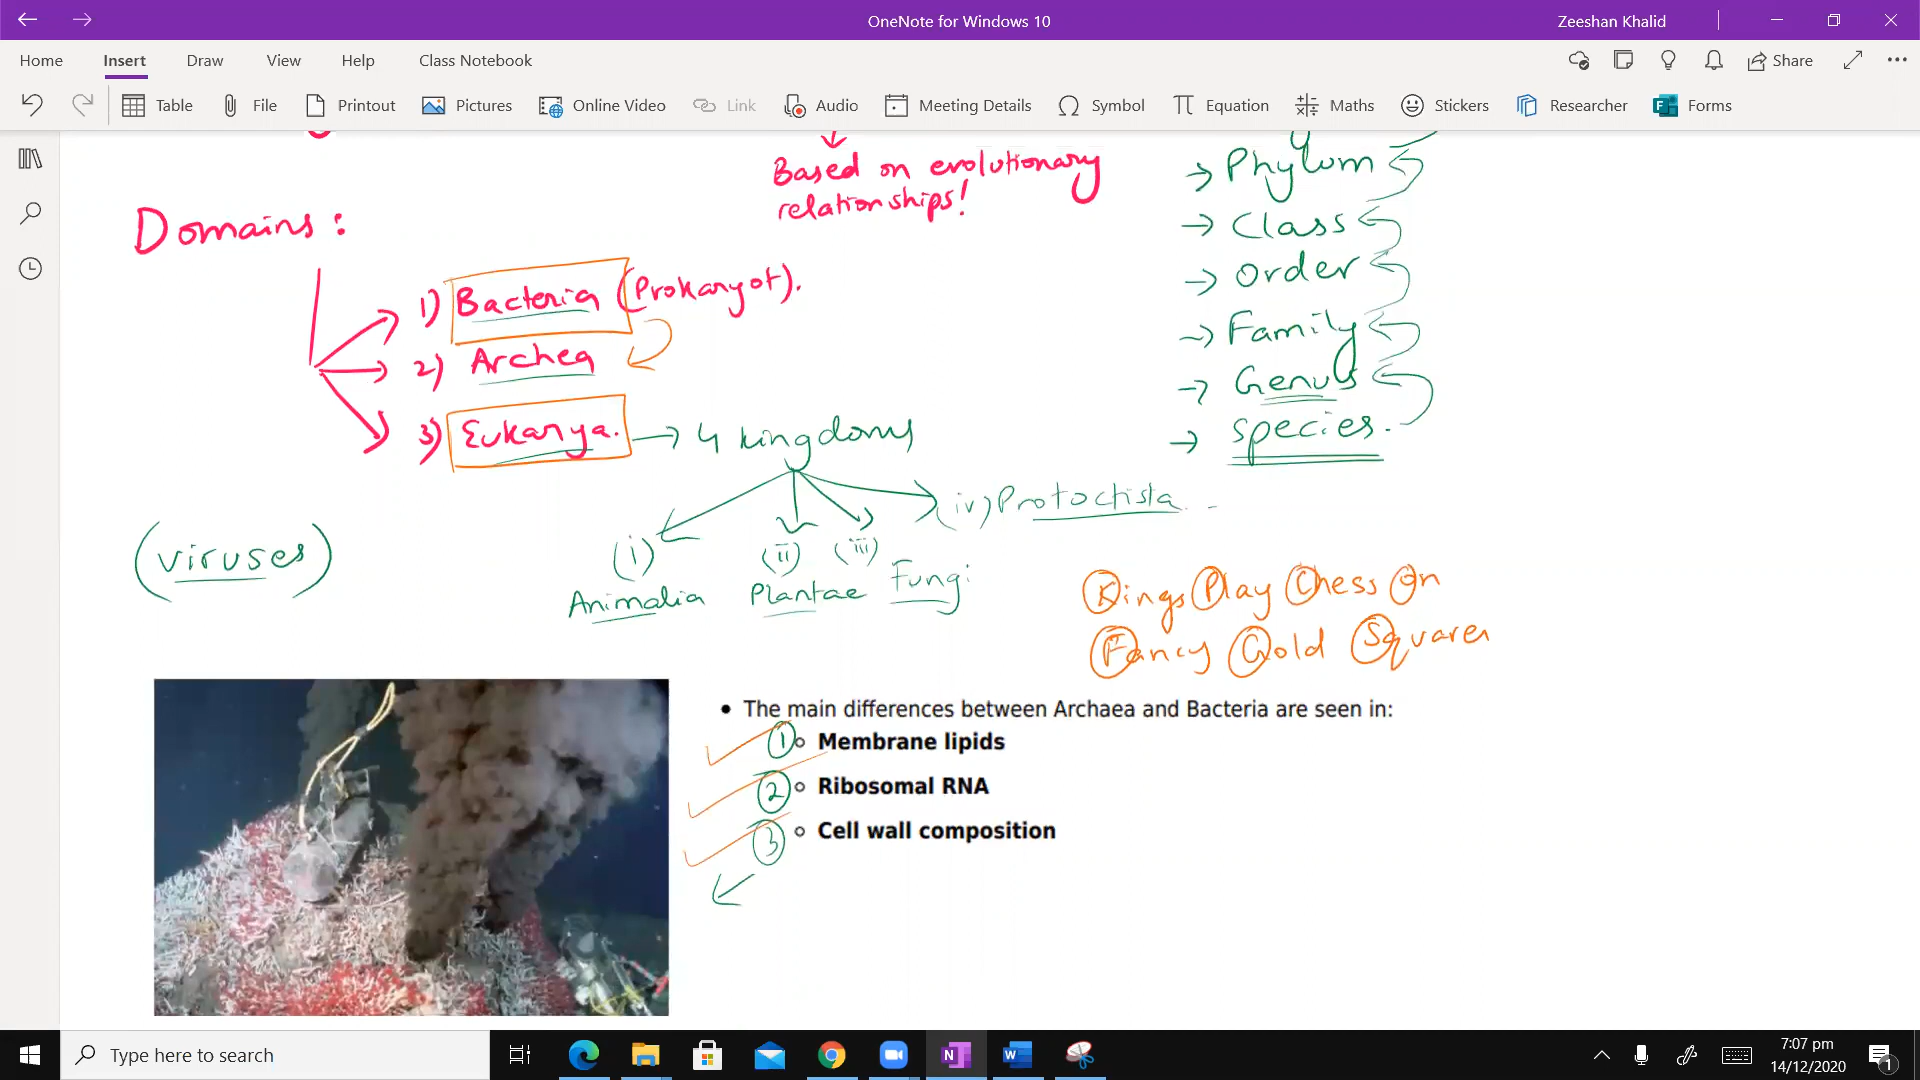 OneNote for Windows 10
Zeeshan Khalid
Home Insert Draw View Help Class Notebook
Share
Table File Printout Pictures Online Video Link Audio Meeting Details Symbol Equation Maths Stickers Researcher Forms
Based on evolutionary
relationships!
→ Phylum
→ Class
→ Order
→ Family
→ Genus
→ Species.
Domains:
1) Bacteria (Prokaryot).
2) Archea
3) Eukarya. → 4 kingdoms
(i) Animalia
(ii) Plantae
(iii) Fungi
(iv) Protoctista
(viruses)
Kings Play Chess On
Fancy Gold Squares
• The main differences between Archaea and Bacteria are seen in:
① Membrane lipids
② Ribosomal RNA
③ Cell wall composition
Type here to search
7:07 pm
14/12/2020
1